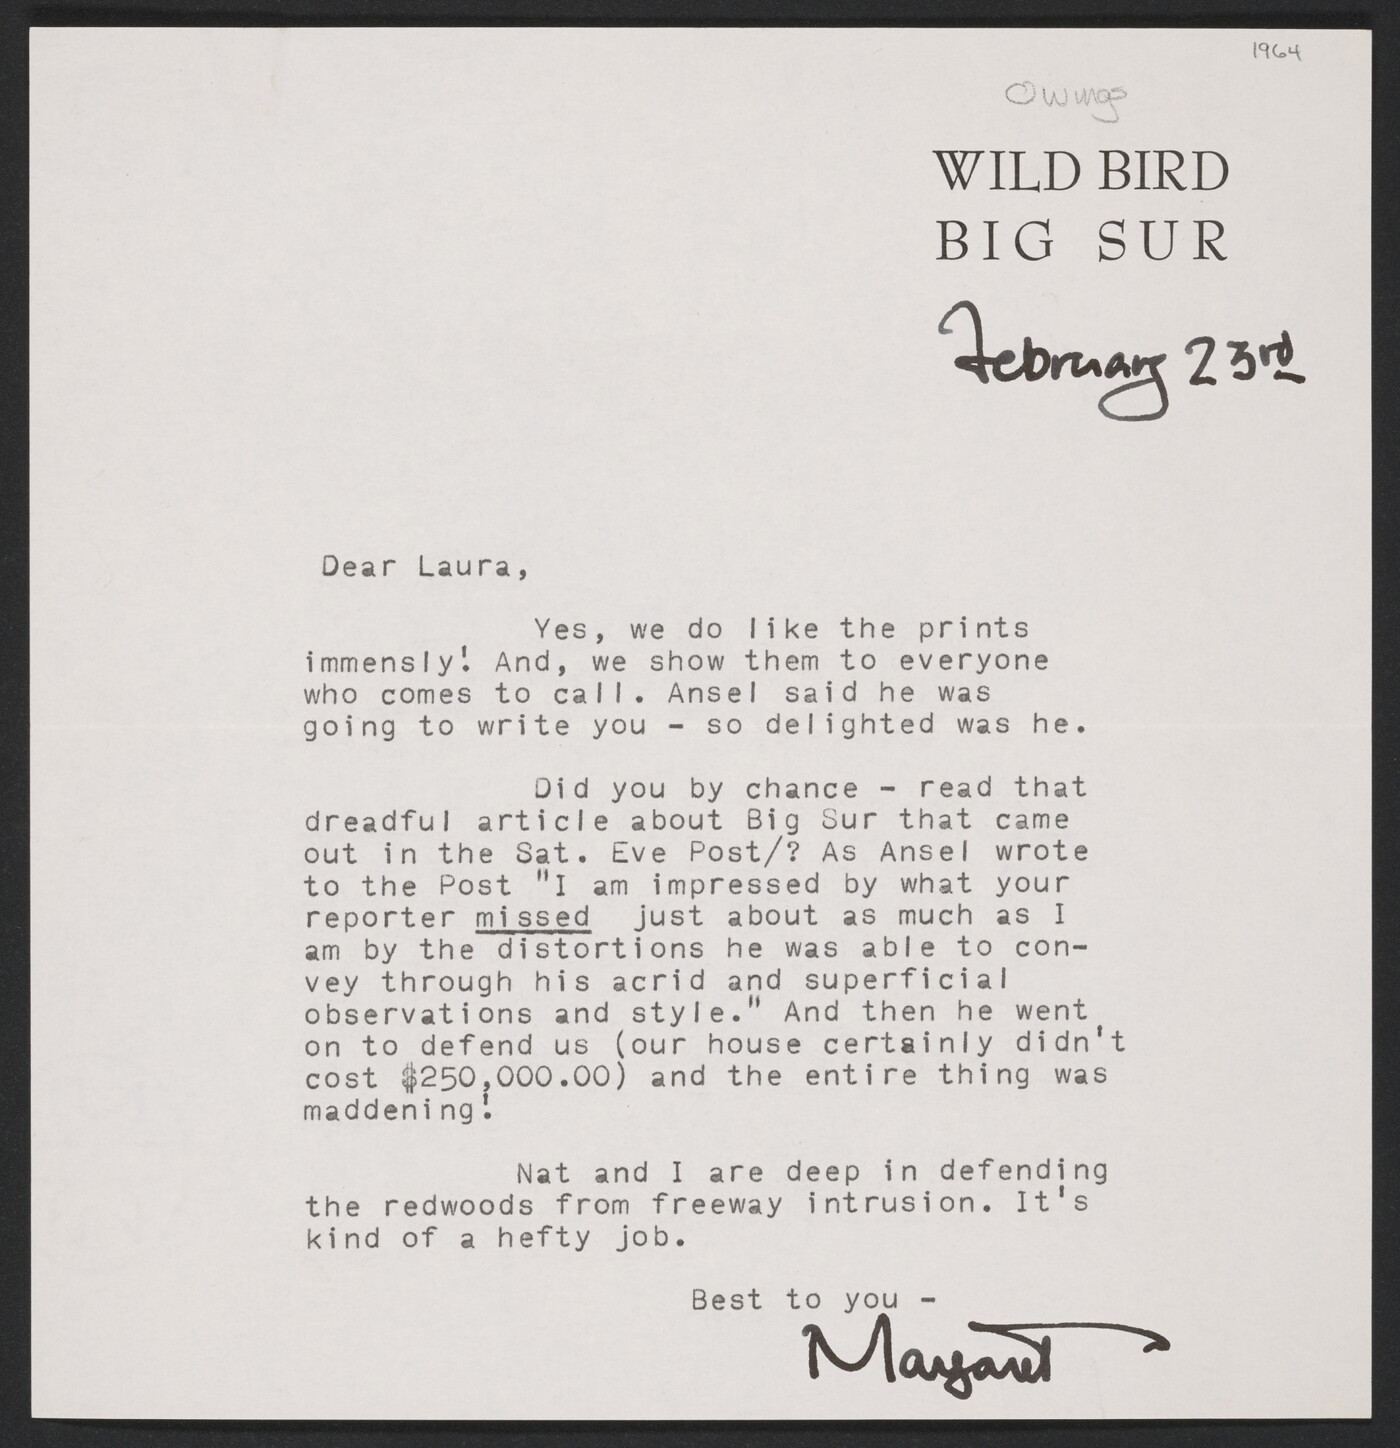 1964
Owings
WILD BIRD
BIG SUR
February 23rd
Dear Laura,
Yes, we do like the prints
immensly! And, we show them to everyone
who comes to call. Ansel said he was
going to write you - so delighted was he.
Did you by chance - read that
dreadful article about Big Sur that came
out in the Sat. Eve Post/? As Ansel wrote
to the Post "I am impressed by what your
reporter missed just about as much as I
am by the distortions he was able to con-
vey through his acrid and superficial
observations and style." And then he went
on to defend us (our house certainly didn't
cost $250,000.00) and the entire thing was
maddening!
Nat and I are deep in defending
the redwoods from freeway intrusion. It's
kind of a hefty job.
Best to you -
Margaret